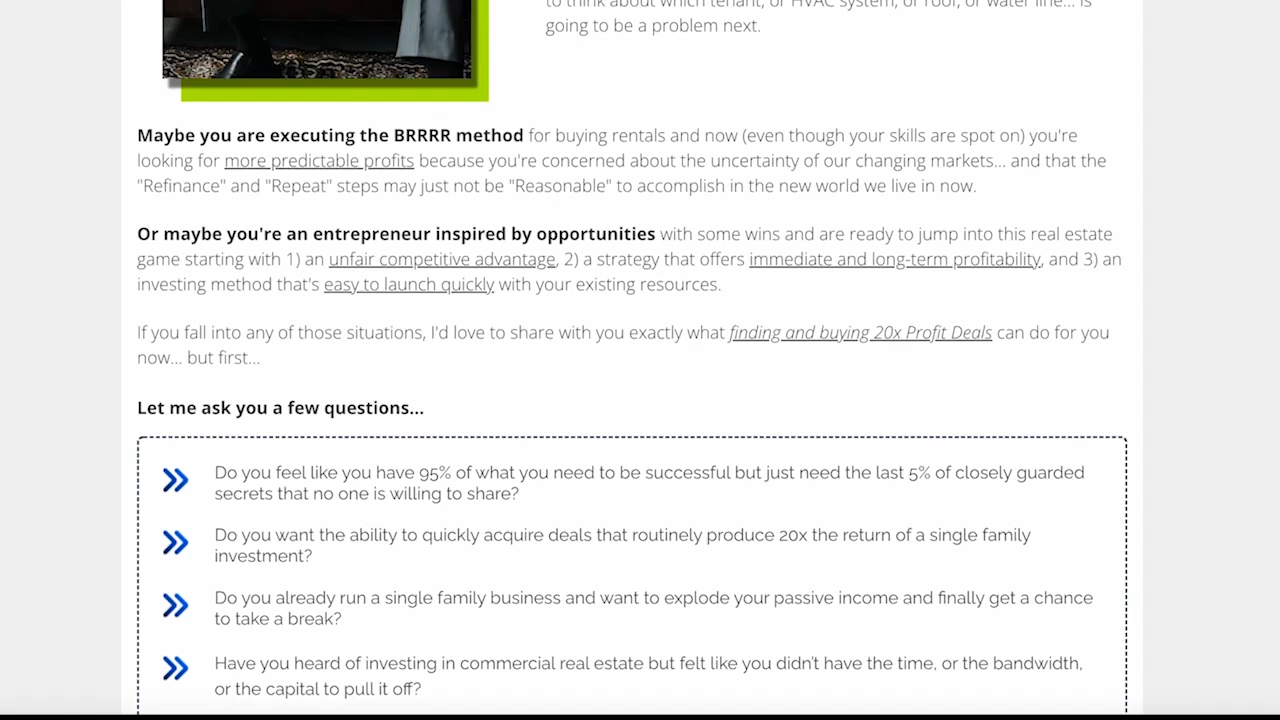 to think about which tenant, or HVAC system, or roof, or water line... is
going to be a problem next.
Maybe you are executing the BRRRR method for buying rentals and now (even though your skills are spot on) you're
looking for more predictable profits because you're concerned about the uncertainty of our changing markets... and that the
"Refinance" and "Repeat" steps may just not be "Reasonable" to accomplish in the new world we live in now.
Or maybe you're an entrepreneur inspired by opportunities with some wins and are ready to jump into this real estate
game starting with 1) an unfair competitive advantage, 2) a strategy that offers immediate and long-term profitability, and 3) an
investing method that's easy to launch quickly with your existing resources.
If you fall into any of those situations, I'd love to share with you exactly what finding and buying 20x Profit Deals can do for you
now... but first...
Let me ask you a few questions...
Do you feel like you have 95% of what you need to be successful but just need the last 5% of closely guarded
secrets that no one is willing to share?
Do you want the ability to quickly acquire deals that routinely produce 20x the return of a single family
investment?
Do you already run a single family business and want to explode your passive income and finally get a chance
to take a break?
Have you heard of investing in commercial real estate but felt like you didn't have the time, or the bandwidth,
or the capital to pull it off?